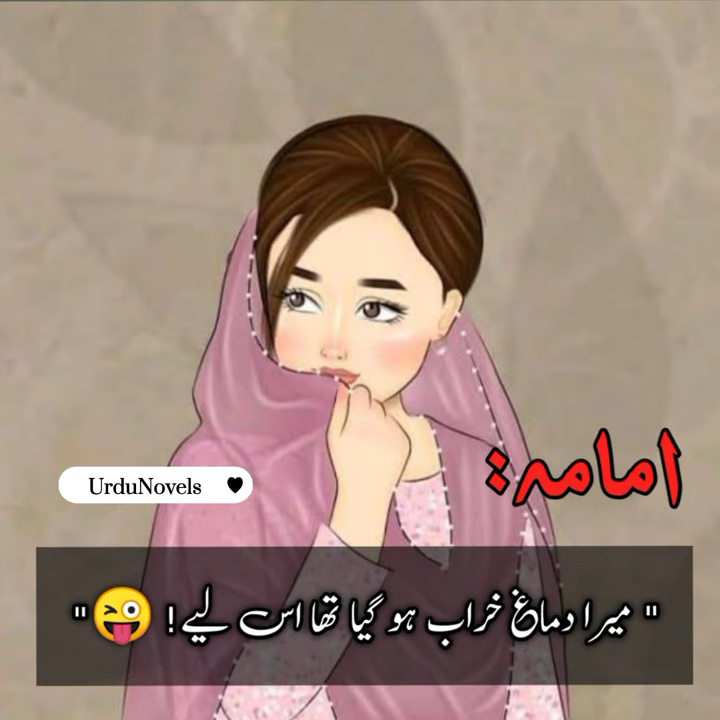 امامہ:
UrduNovels 🖤
" میرا دماغ خراب ہو گیا تھا اس لیے ! 😜 "